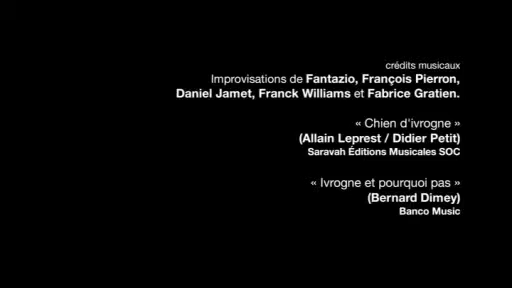 crédits musicaux
Improvisations de Fantazio, François Pierron,
Daniel Jamet, Franck Williams et Fabrice Gratien.
« Chien d'ivrogne »
(Allain Leprest / Didier Petit)
Saravah Éditions Musicales SOC
« Ivrogne et pourquoi pas »
(Bernard Dimey)
Banco Music